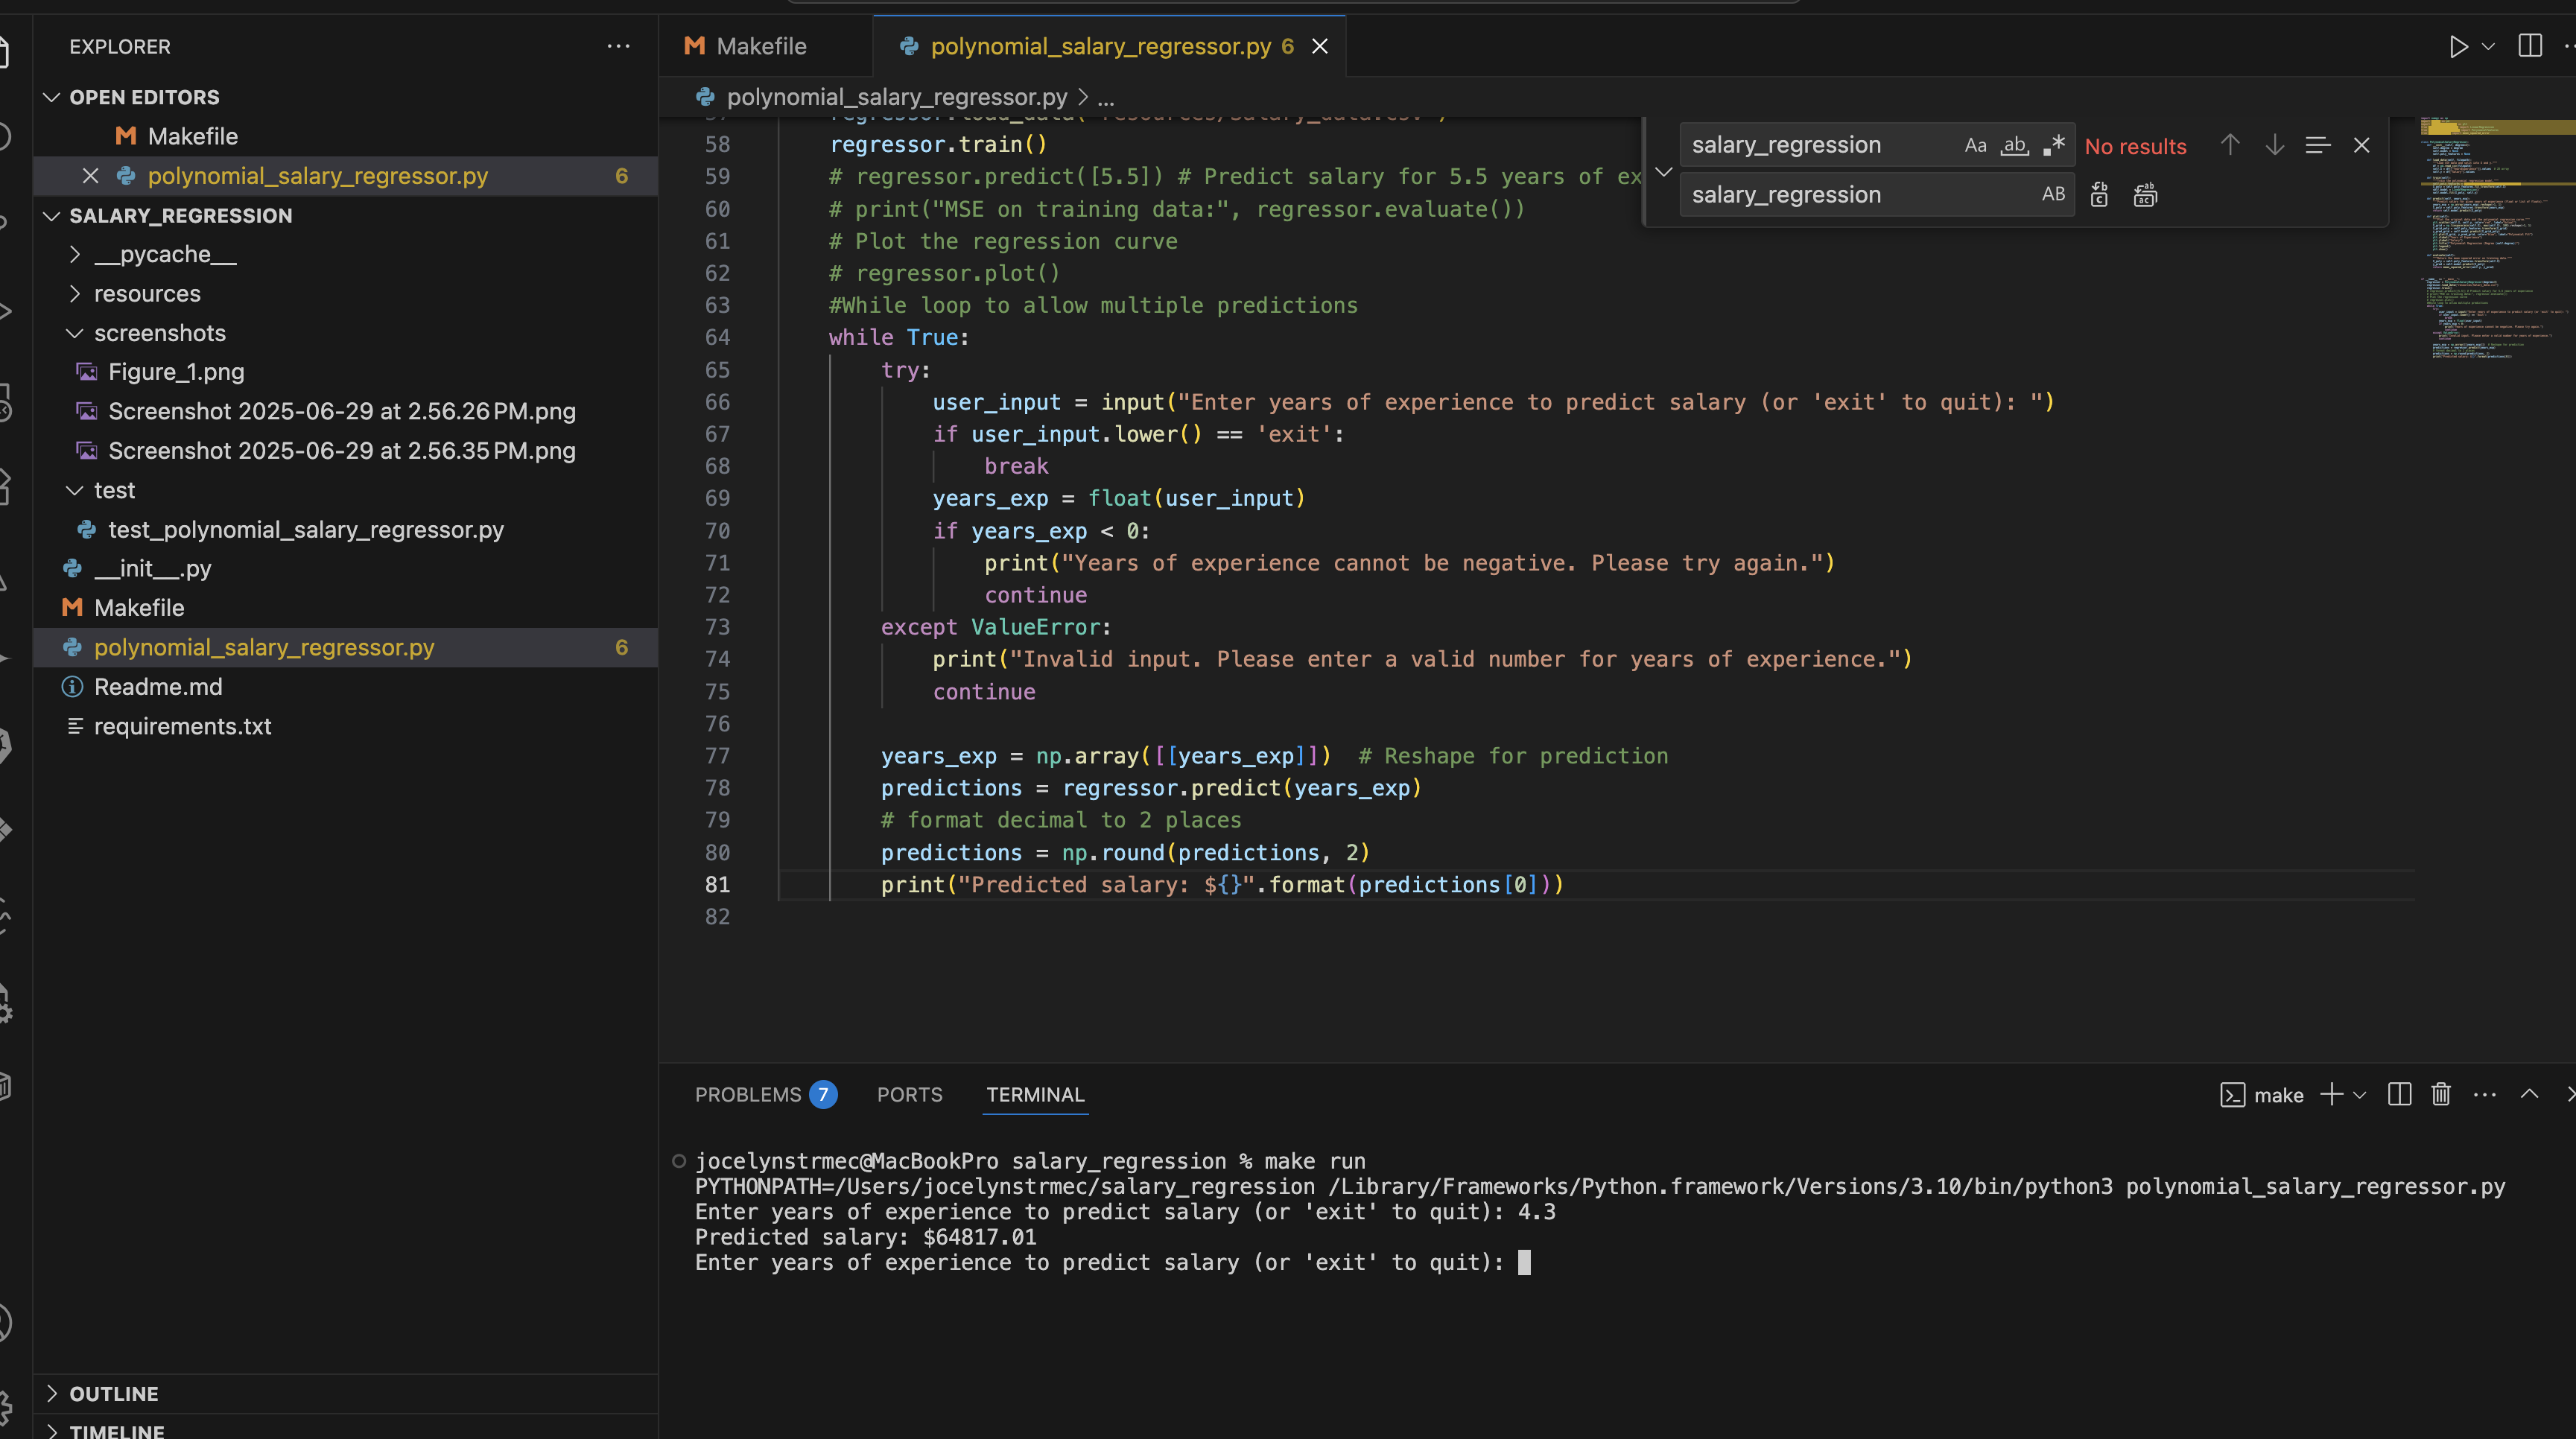 EXPLORER
OPEN EDITORS
Makefile
polynomial_salary_regressor.py 6
SALARY_REGRESSION
__pycache__
resources
screenshots
Figure_1.png
Screenshot 2025-06-29 at 2.56.26 PM.png
Screenshot 2025-06-29 at 2.56.35 PM.png
test
test_polynomial_salary_regressor.py
__init__.py
Makefile
polynomial_salary_regressor.py 6
Readme.md
requirements.txt
OUTLINE
TIMELINE
Makefile
polynomial_salary_regressor.py 6
polynomial_salary_regressor.py > ...
salary_regression Aa ab .* No results
salary_regression AB
58 regressor.train()
59 # regressor.predict([5.5]) # Predict salary for 5.5 years of ex
60 # print("MSE on training data:", regressor.evaluate())
61 # Plot the regression curve
62 # regressor.plot()
63 #While loop to allow multiple predictions
64 while True:
65 try:
66 user_input = input("Enter years of experience to predict salary (or 'exit' to quit): ")
67 if user_input.lower() == 'exit':
68 break
69 years_exp = float(user_input)
70 if years_exp < 0:
71 print("Years of experience cannot be negative. Please try again.")
72 continue
73 except ValueError:
74 print("Invalid input. Please enter a valid number for years of experience.")
75 continue
76
77 years_exp = np.array([[years_exp]])  # Reshape for prediction
78 predictions = regressor.predict(years_exp)
79 # format decimal to 2 places
80 predictions = np.round(predictions, 2)
81 print("Predicted salary: ${}".format(predictions[0]))
82
PROBLEMS 7 PORTS TERMINAL
make
jocelynstrmec@MacBookPro salary_regression % make run
PYTHONPATH=/Users/jocelynstrmec/salary_regression /Library/Frameworks/Python.framework/Versions/3.10/bin/python3 polynomial_salary_regressor.py
Enter years of experience to predict salary (or 'exit' to quit): 4.3
Predicted salary: $64817.01
Enter years of experience to predict salary (or 'exit' to quit):